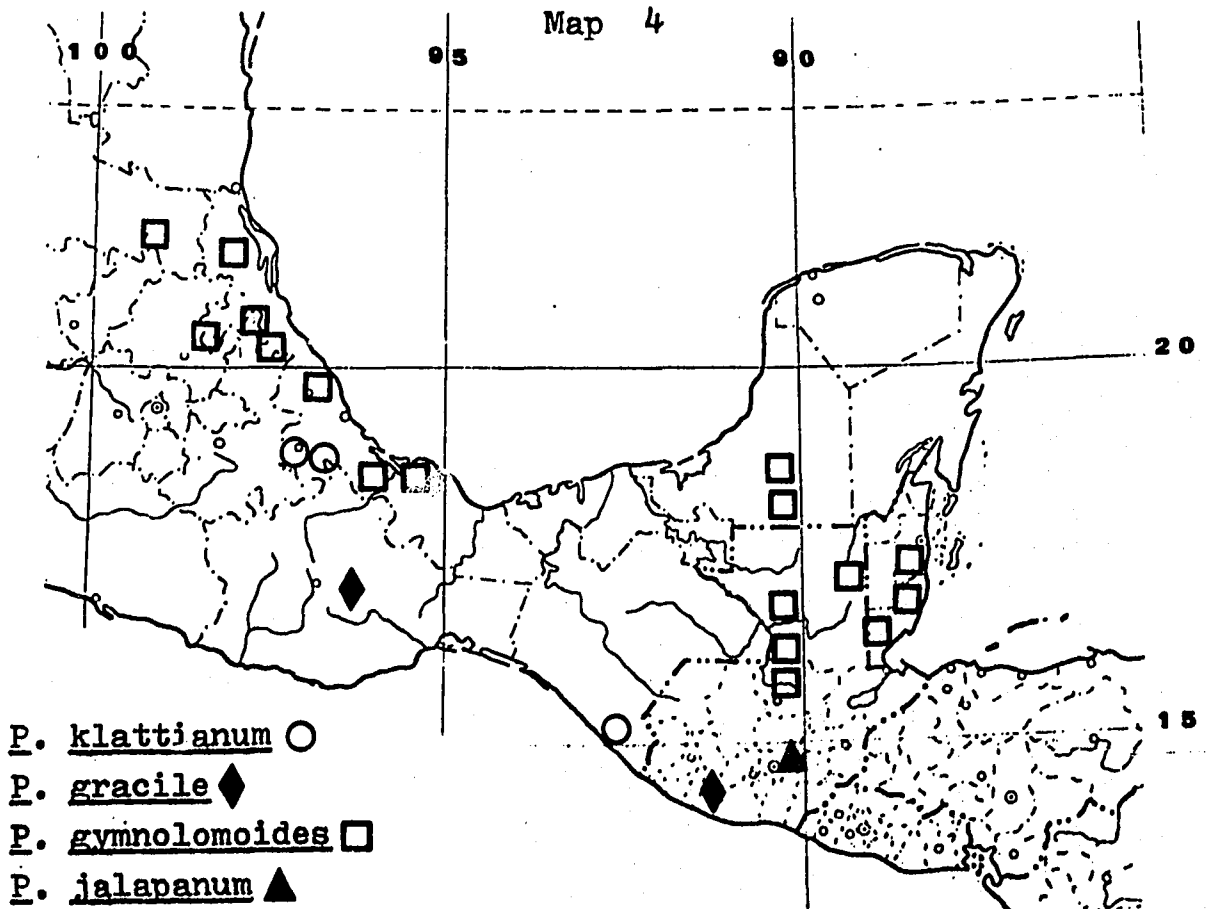 Map 4
100 95 90
20
15
P. klattianum
P. gracile
P. gymnolomoides
P. jalapanum